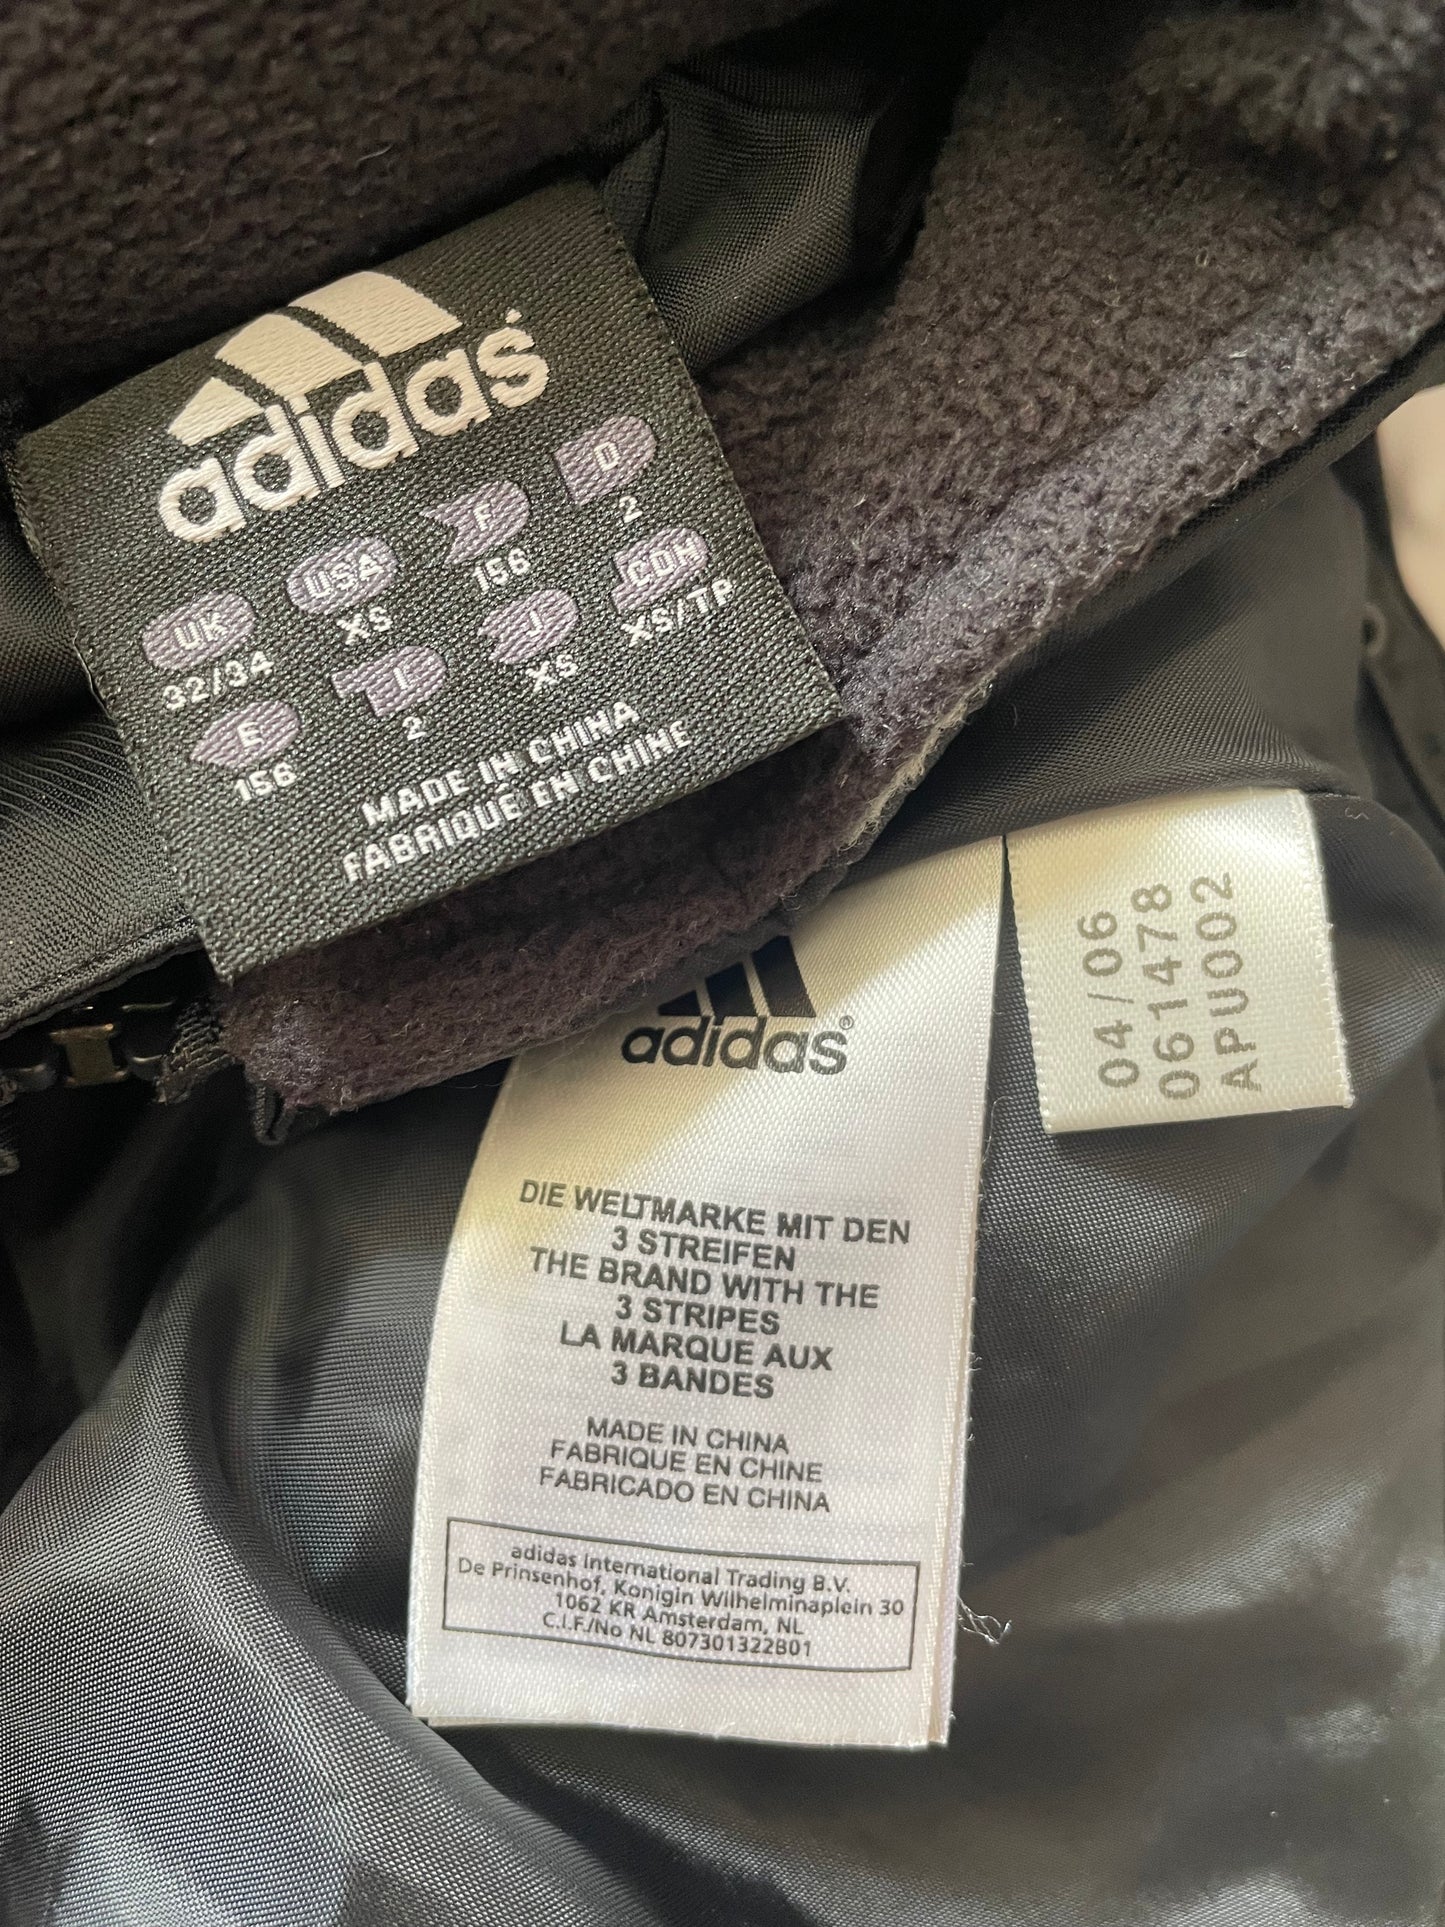 adidas
UK USA F D
32/34 XS 156 2
E I J CDN
156 2 XS XS/TP
MADE IN CHINA
FABRIQUÉ EN CHINE
adidas®
DIE WELTMARKE MIT DEN
3 STREIFEN
THE BRAND WITH THE
3 STRIPES
LA MARQUE AUX
3 BANDES
MADE IN CHINA
FABRIQUE EN CHINE
FABRICADO EN CHINA
adidas International Trading B.V.
De Prinsenhof, Konigin Wilhelminaplein 30
1062 KR Amsterdam, NL
C.I.F./No NL 807301322B01
04/06
061478
APU002